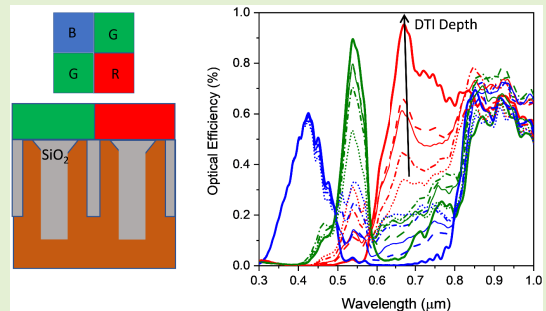 B G
G R
SiO₂
DTI Depth
Optical Efficiency (%)
1.0
0.8
0.6
0.4
0.2
0.0
0.3 0.4 0.5 0.6 0.7 0.8 0.9 1.0
Wavelength (μm)